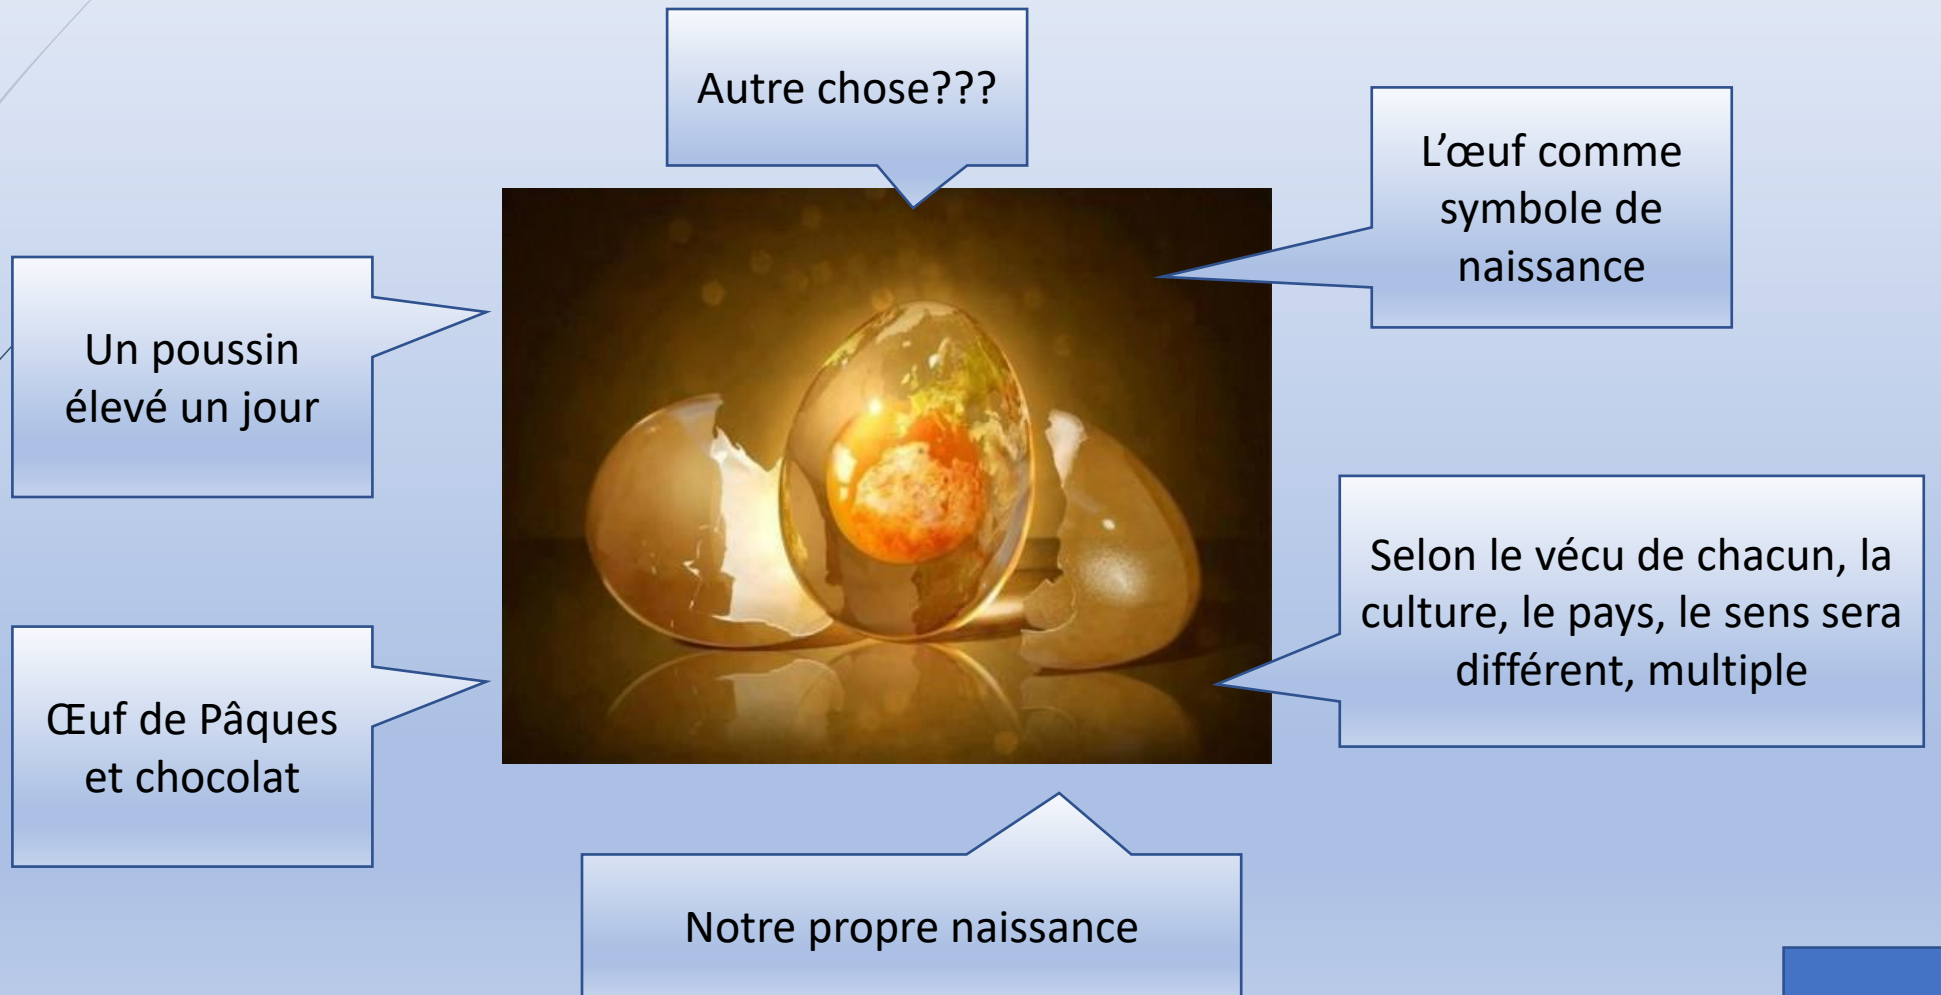 Autre chose???
L’œuf comme
symbole de
naissance
Un poussin
élevé un jour
Selon le vécu de chacun, la
culture, le pays, le sens sera
différent, multiple
Œuf de Pâques
et chocolat
Notre propre naissance